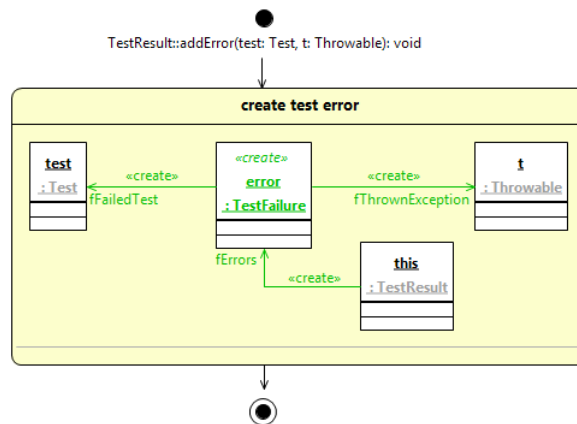 TestResult::addError(test: Test, t: Throwable): void
create test error
test
: Test
«create»
fFailedTest
«create»
error
: TestFailure
«create»
fThrownException
t
: Throwable
fErrors
«create»
this
: TestResult